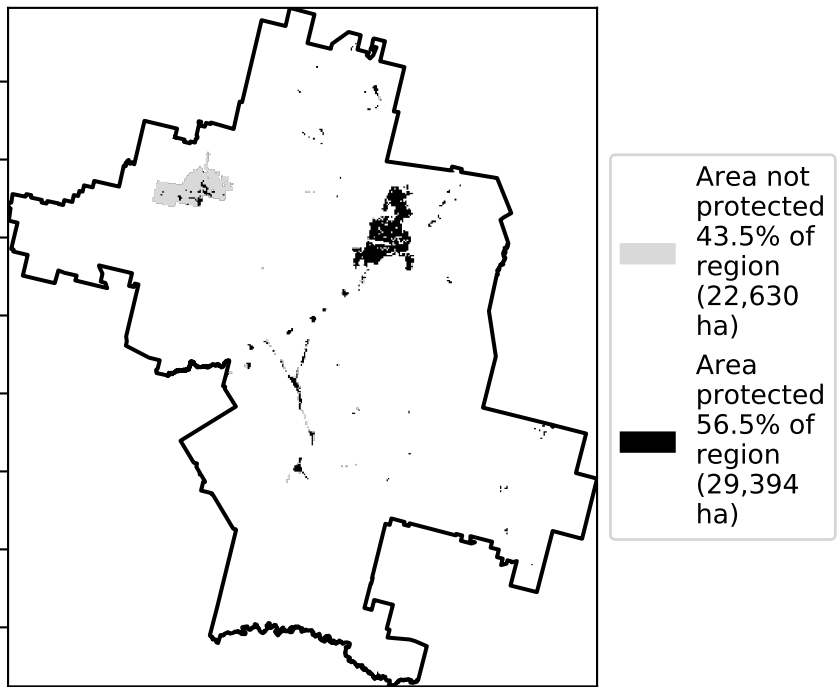 Area not
protected
43.5% of
region
(22,630
ha)
Area
protected
56.5% of
region
(29,394
ha)